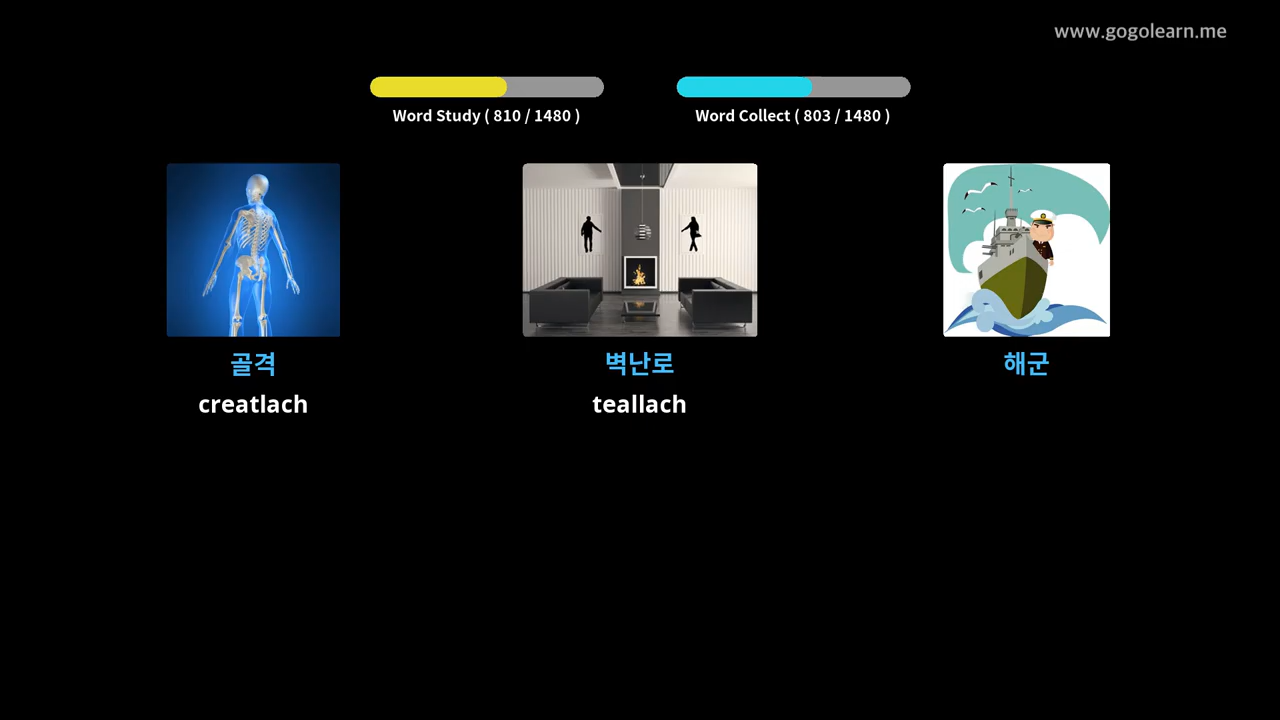 www.gogolearn.me
Word Study ( 810 / 1480 )
Word Collect ( 803 / 1480 )
골격
벽난로
해군
creatlach
teallach